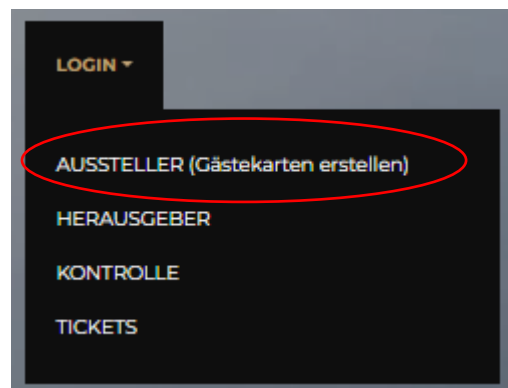 LOGIN
AUSSTELLER (Gästekarten erstellen)
HERAUSGEBER
KONTROLLE
TICKETS